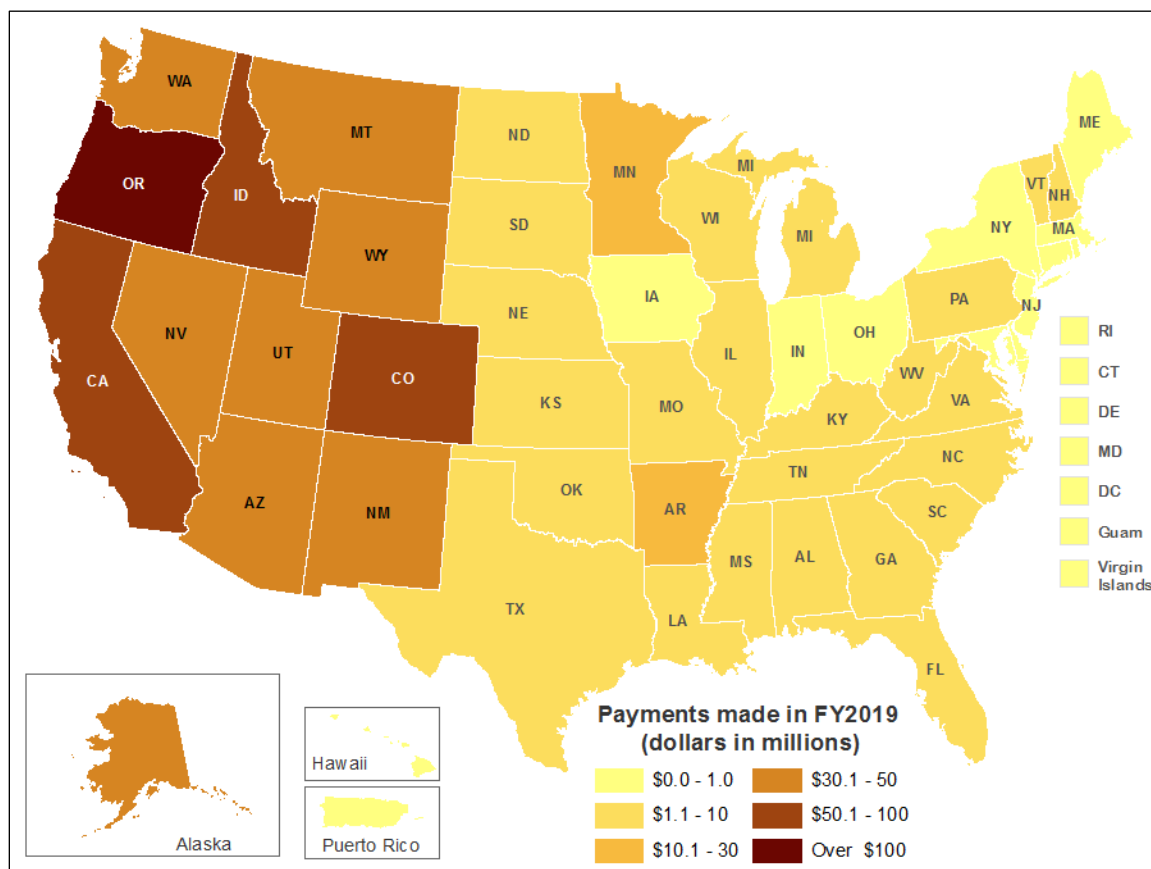 WA
MT
ND
MN
MI
ME
VT
NH
OR
ID
SD
WI
MI
NY
MA
WY
IA
PA
NJ
NE
NV
UT
CO
IL
IN
OH
WV
VA
CA
KS
MO
KY
NC
TN
AZ
NM
OK
AR
SC
MS
AL
GA
TX
LA
FL
RI
CT
DE
MD
DC
Guam
Virgin
Islands
Alaska
Hawaii
Puerto Rico
Payments made in FY2019
(dollars in millions)
$0.0 - 1.0
$30.1 - 50
$1.1 - 10
$50.1 - 100
$10.1 - 30
Over $100